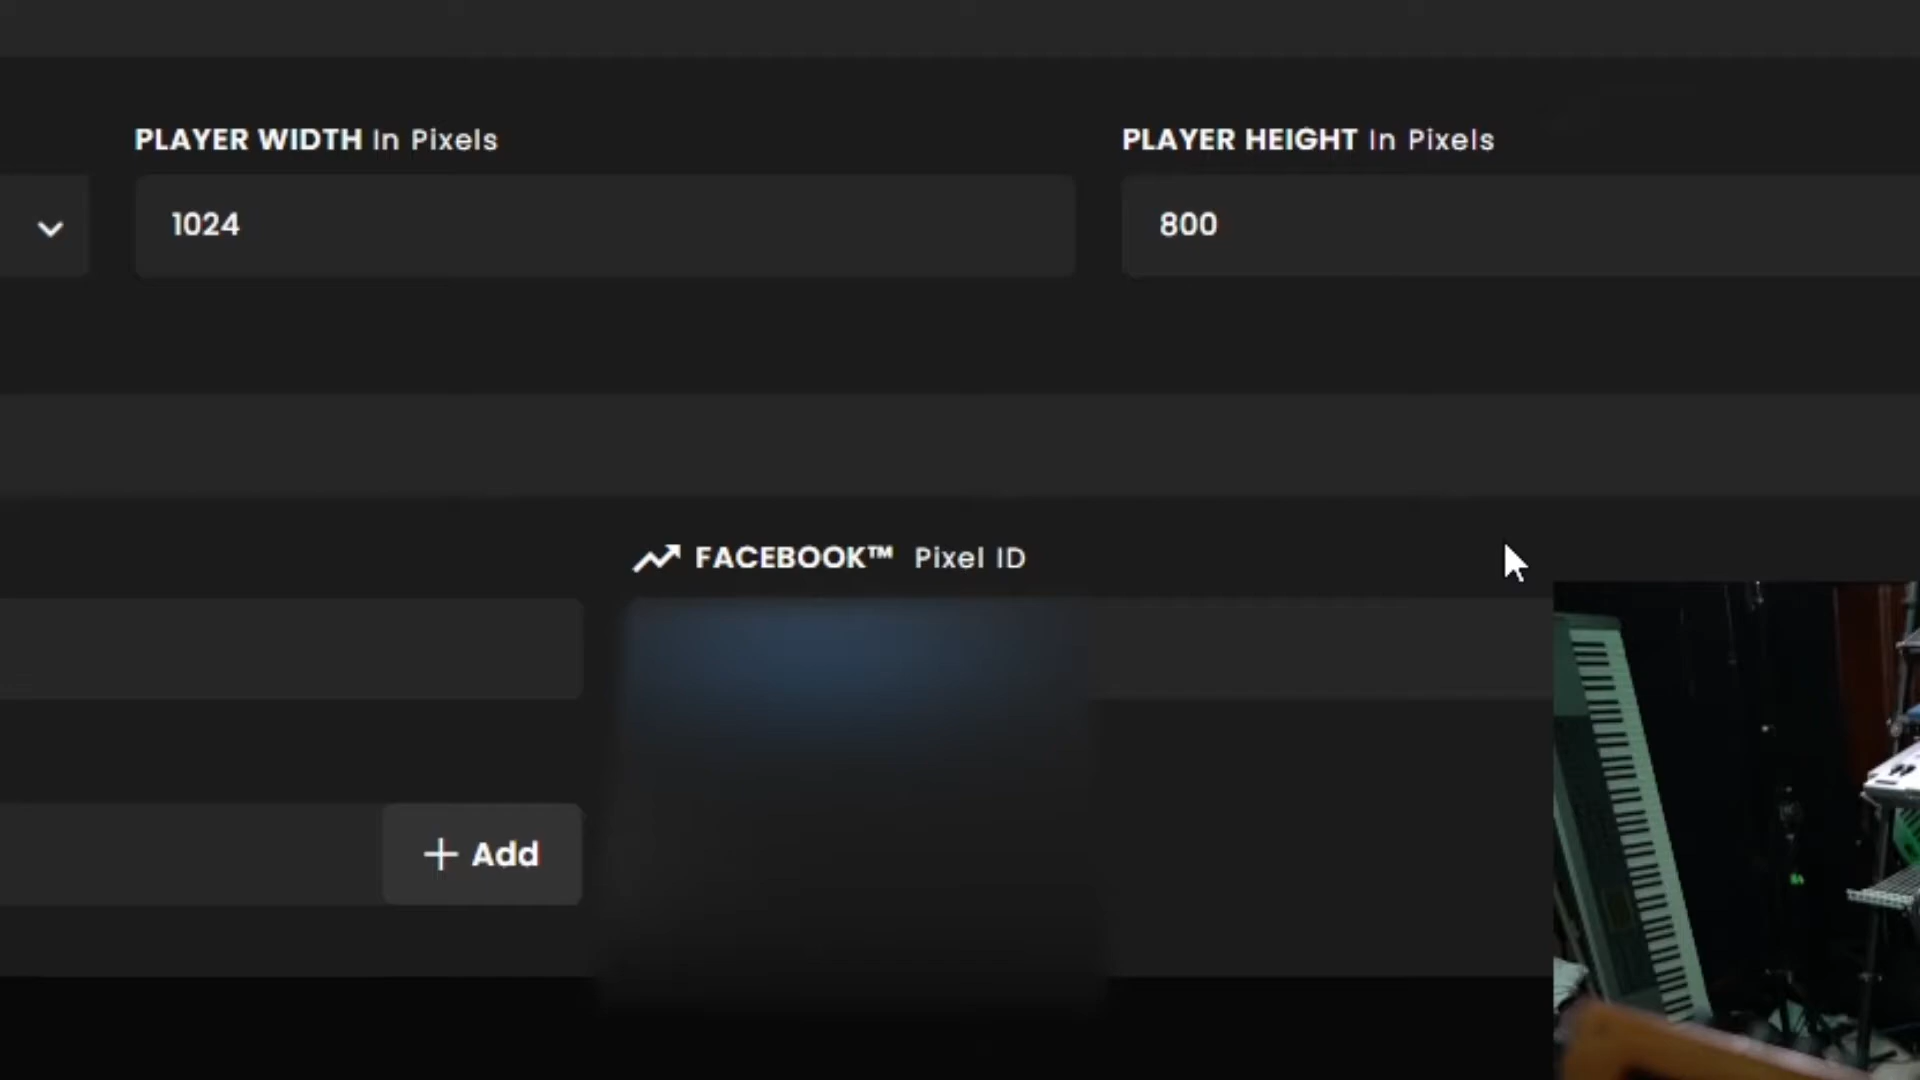 PLAYER WIDTH In Pixels
PLAYER HEIGHT In Pixels
1024
800
FACEBOOK™ Pixel ID
+ Add